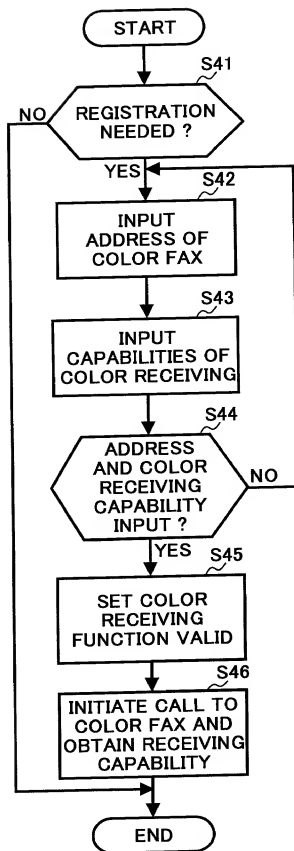 START
S41
NO
REGISTRATION
NEEDED ?
YES
S42
INPUT
ADDRESS OF
COLOR FAX
S43
INPUT
CAPABILITIES OF
COLOR RECEIVING
S44
ADDRESS
AND COLOR
RECEIVING
CAPABILITY
INPUT ?
NO
YES
S45
SET COLOR
RECEIVING
FUNCTION VALID
S46
INITIATE CALL TO
COLOR FAX AND
OBTAIN RECEIVING
CAPABILITY
END